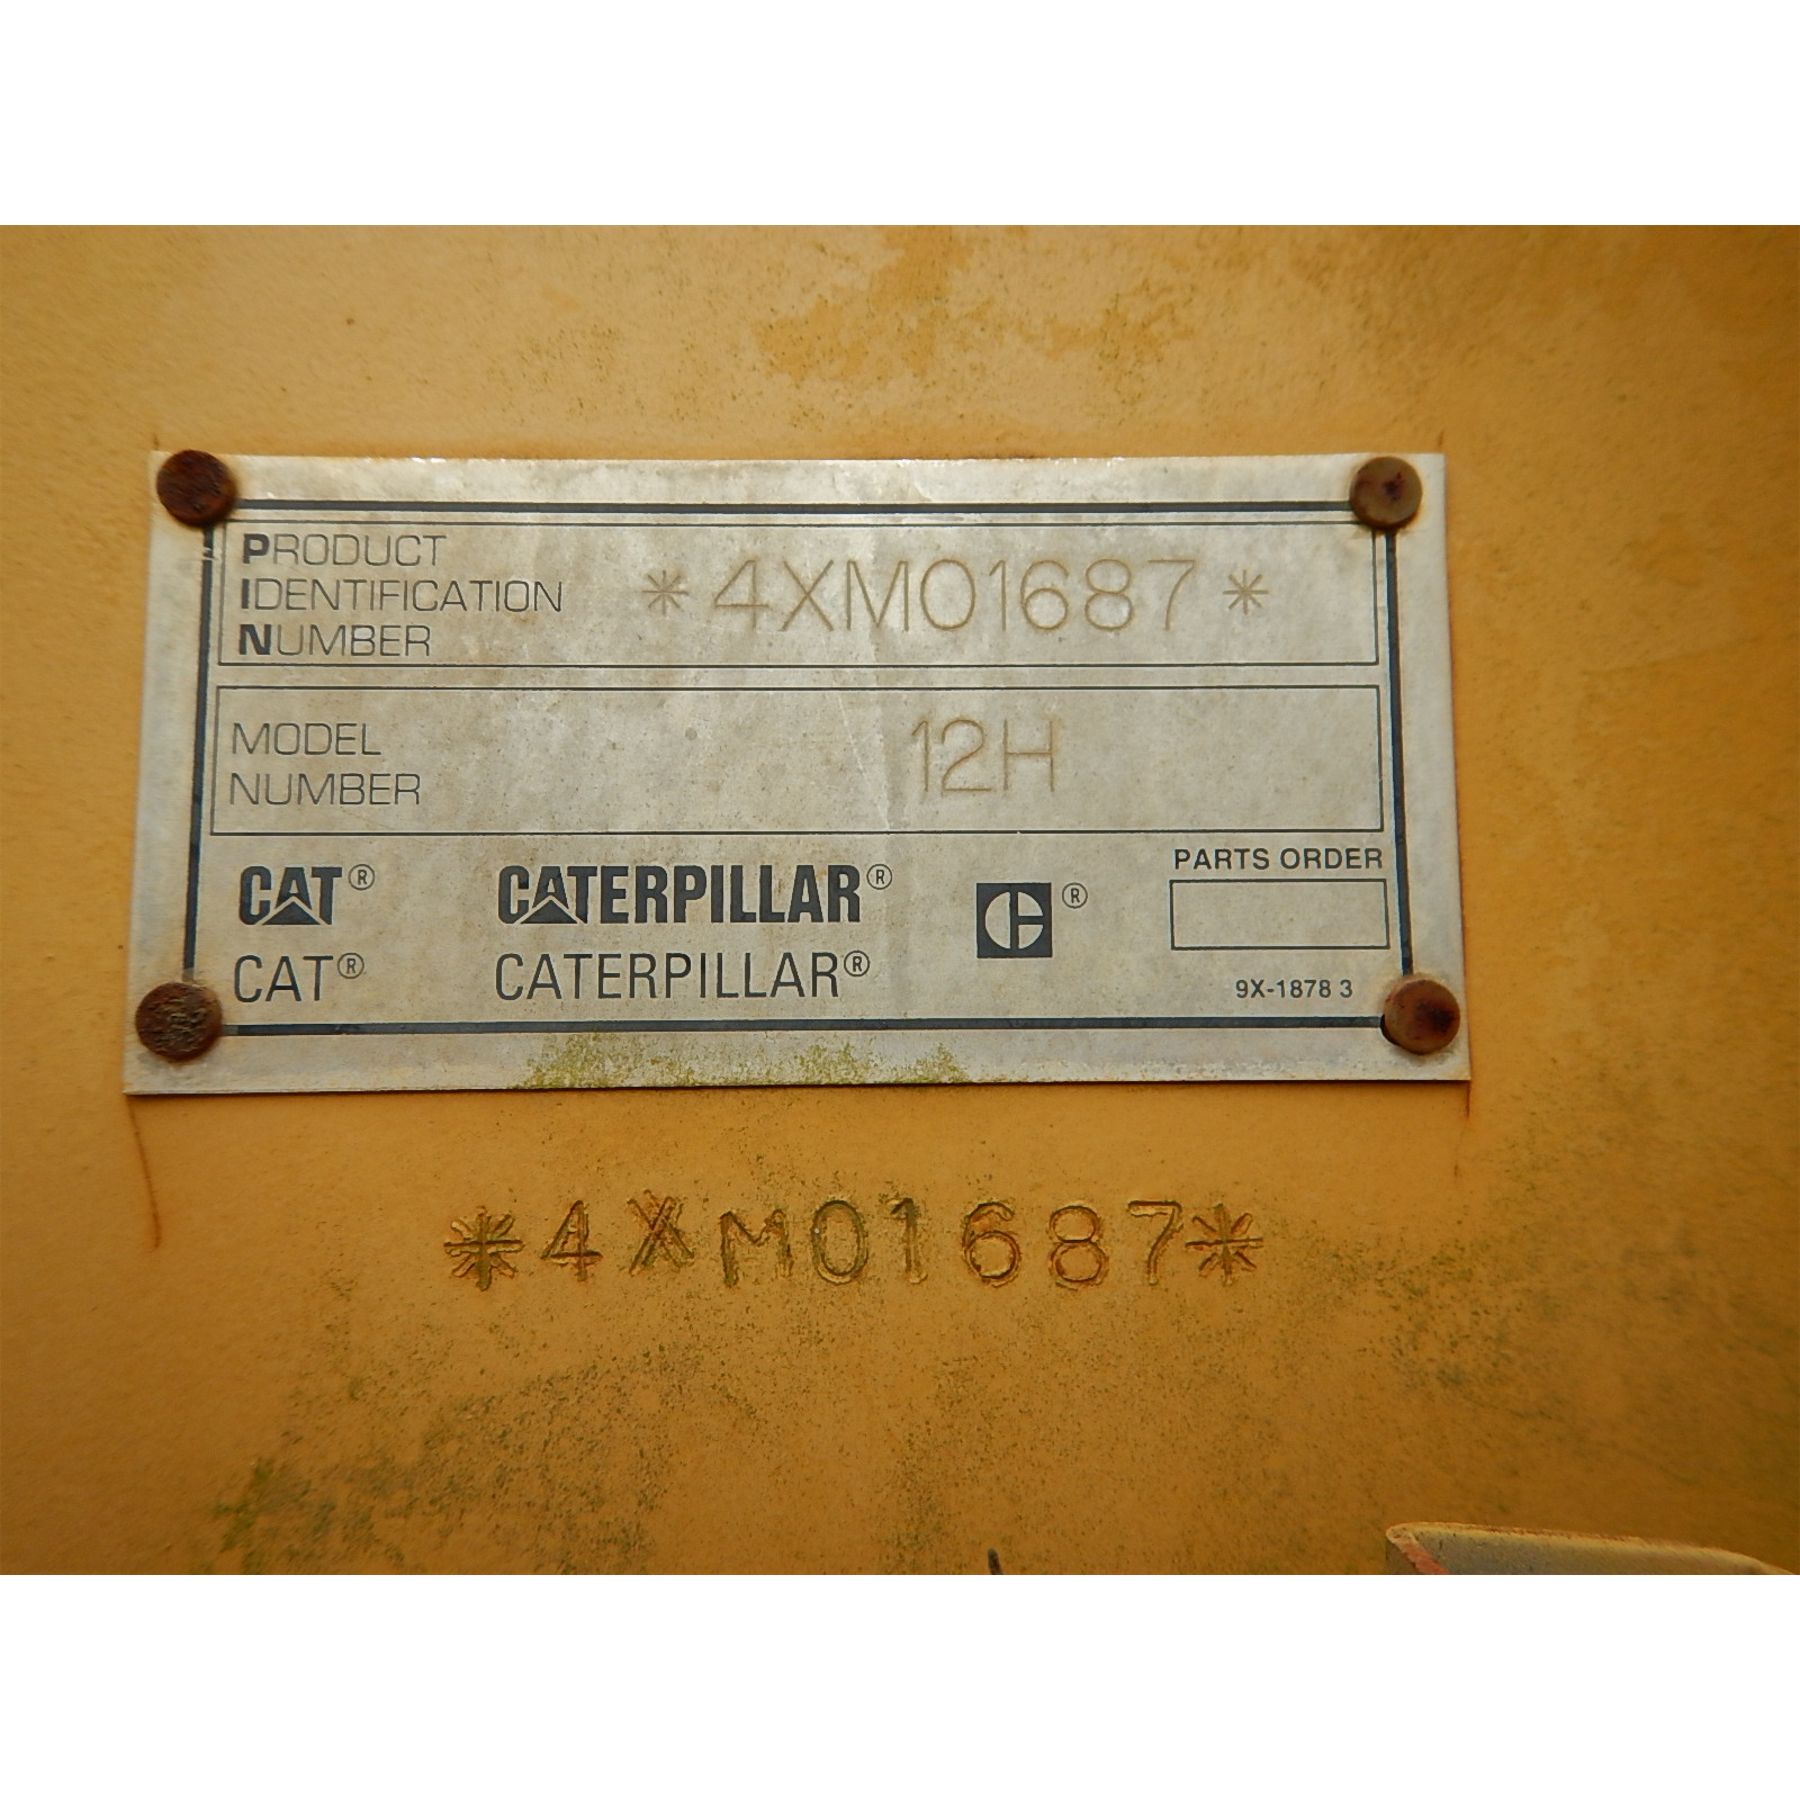 PRODUCT
IDENTIFICATION
NUMBER
*4XM01687*
MODEL
NUMBER
12H
CAT® CATERPILLAR® ®
CAT® CATERPILLAR®
PARTS ORDER
9X-1878 3
*4XM01687*